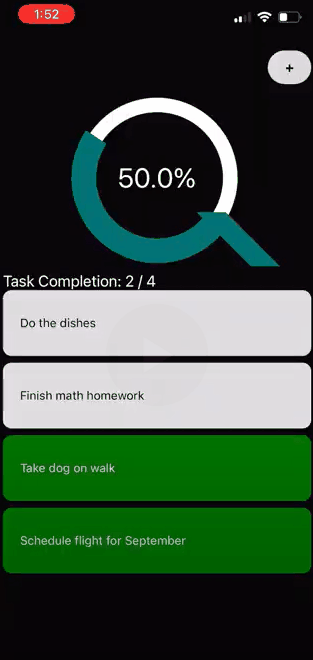 1:52
+
50.0%
Task Completion: 2 / 4
Do the dishes
Finish math homework
Take dog on walk
Schedule flight for September